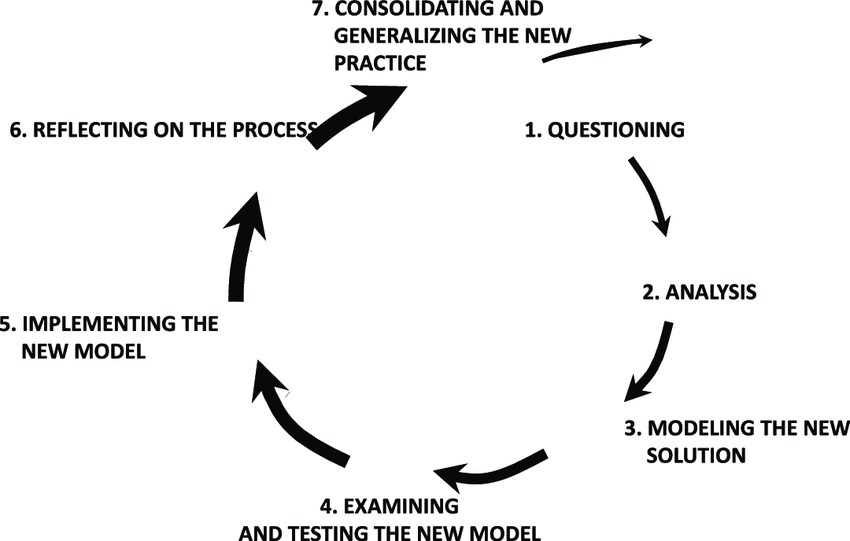 7. CONSOLIDATING AND
GENERALIZING THE NEW
PRACTICE
6. REFLECTING ON THE PROCESS
1. QUESTIONING
2. ANALYSIS
5. IMPLEMENTING THE
NEW MODEL
3. MODELING THE NEW
SOLUTION
4. EXAMINING
AND TESTING THE NEW MODEL